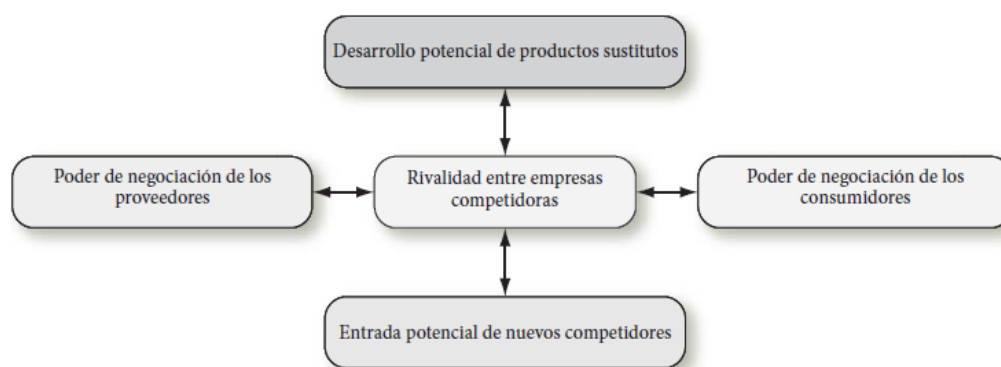 Desarrollo potencial de productos sustitutos
Poder de negociación de los
proveedores
Rivalidad entre empresas
competidoras
Poder de negociación de los
consumidores
Entrada potencial de nuevos competidores